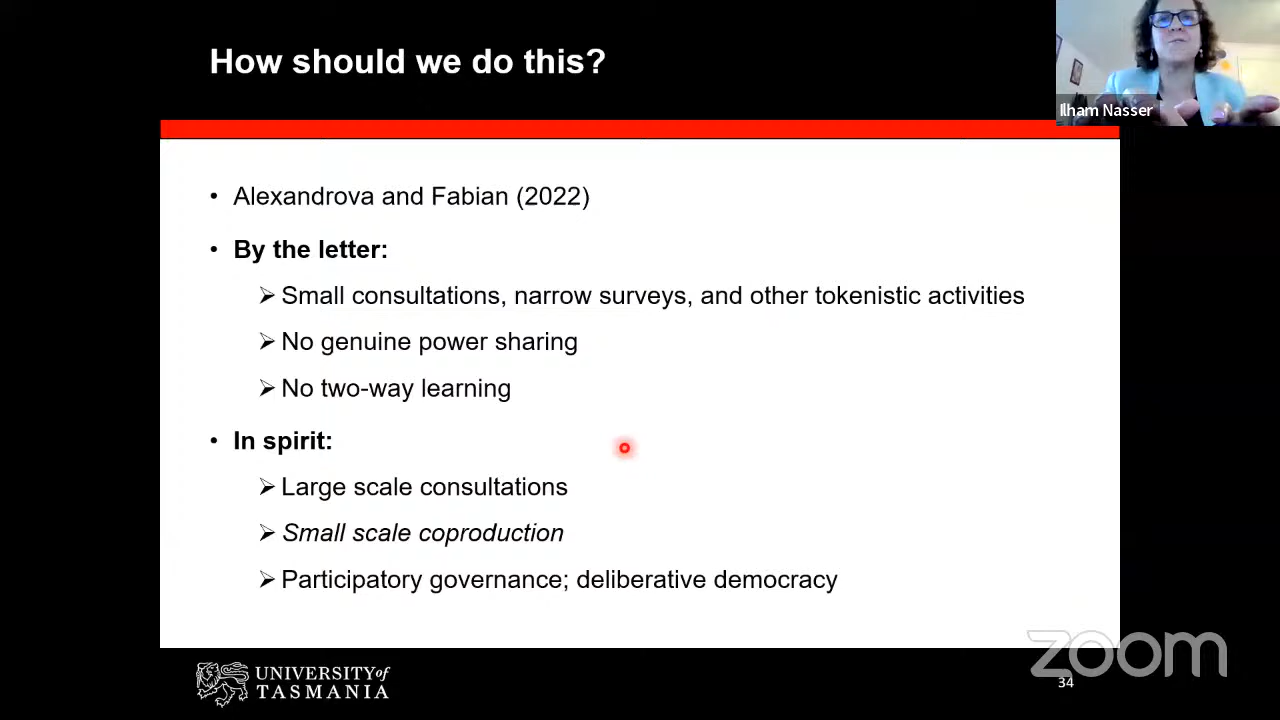 How should we do this?
Ilham Nasser
• Alexandrova and Fabian (2022)
• By the letter:
➢ Small consultations, narrow surveys, and other tokenistic activities
➢ No genuine power sharing
➢ No two-way learning
• In spirit:
➢ Large scale consultations
➢ Small scale coproduction
➢ Participatory governance; deliberative democracy
UNIVERSITY of
TASMANIA
zoom
34